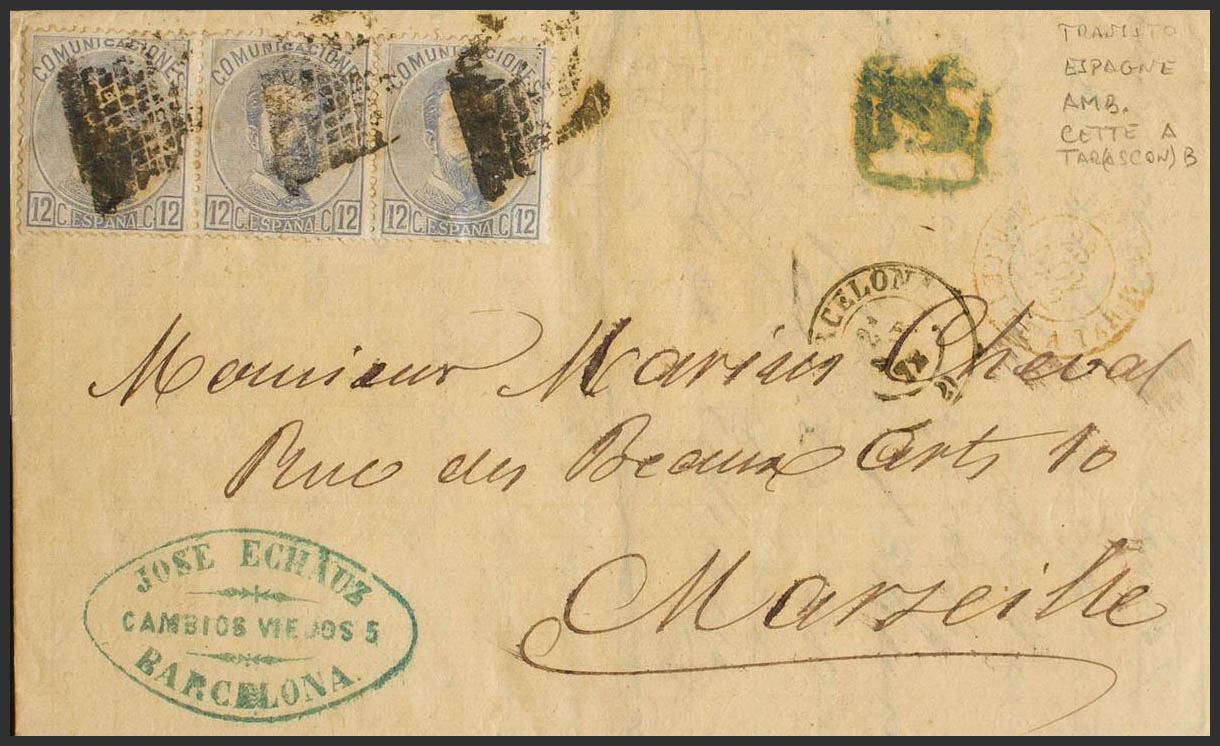 COMUNICACIONES COMUNICACIONES COMUNICACIONES
12 C. ESPAÑA C. 12 12 C. ESPAÑA C. 12 12 C. ESPAÑA C. 12
TRANSITO
ESPAGNE
AMB.
CETTE A
TAR(ASCON) B
Monsieur Marius Cheval
Rue des Beaux Arts 10
Marseille
JOSE ECHAUZ
CAMBIOS VIEJOS 5
BARCELONA.